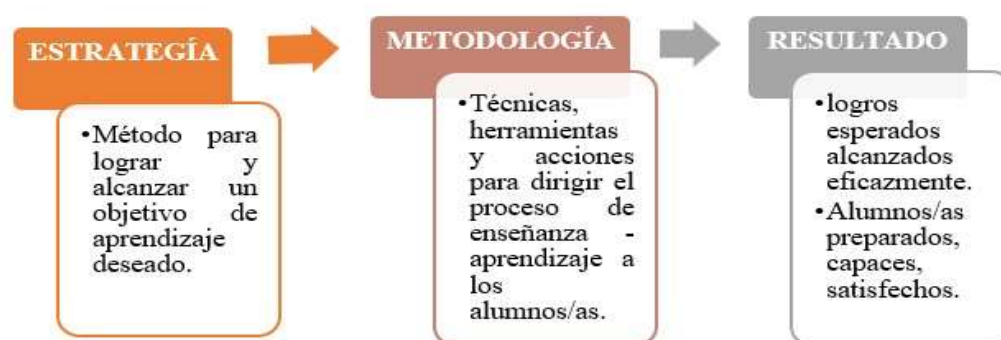 ESTRATEGÍA
•Método para
lograr y
alcanzar un
objetivo de
aprendizaje
deseado.
METODOLOGÍA
•Técnicas,
herramientas
y acciones
para dirigir el
proceso de
enseñanza -
aprendizaje a
los
alumnos/as.
RESULTADO
•logros
esperados
alcanzados
eficazmente.
•Alumnos/as
preparados,
capaces,
satisfechos.